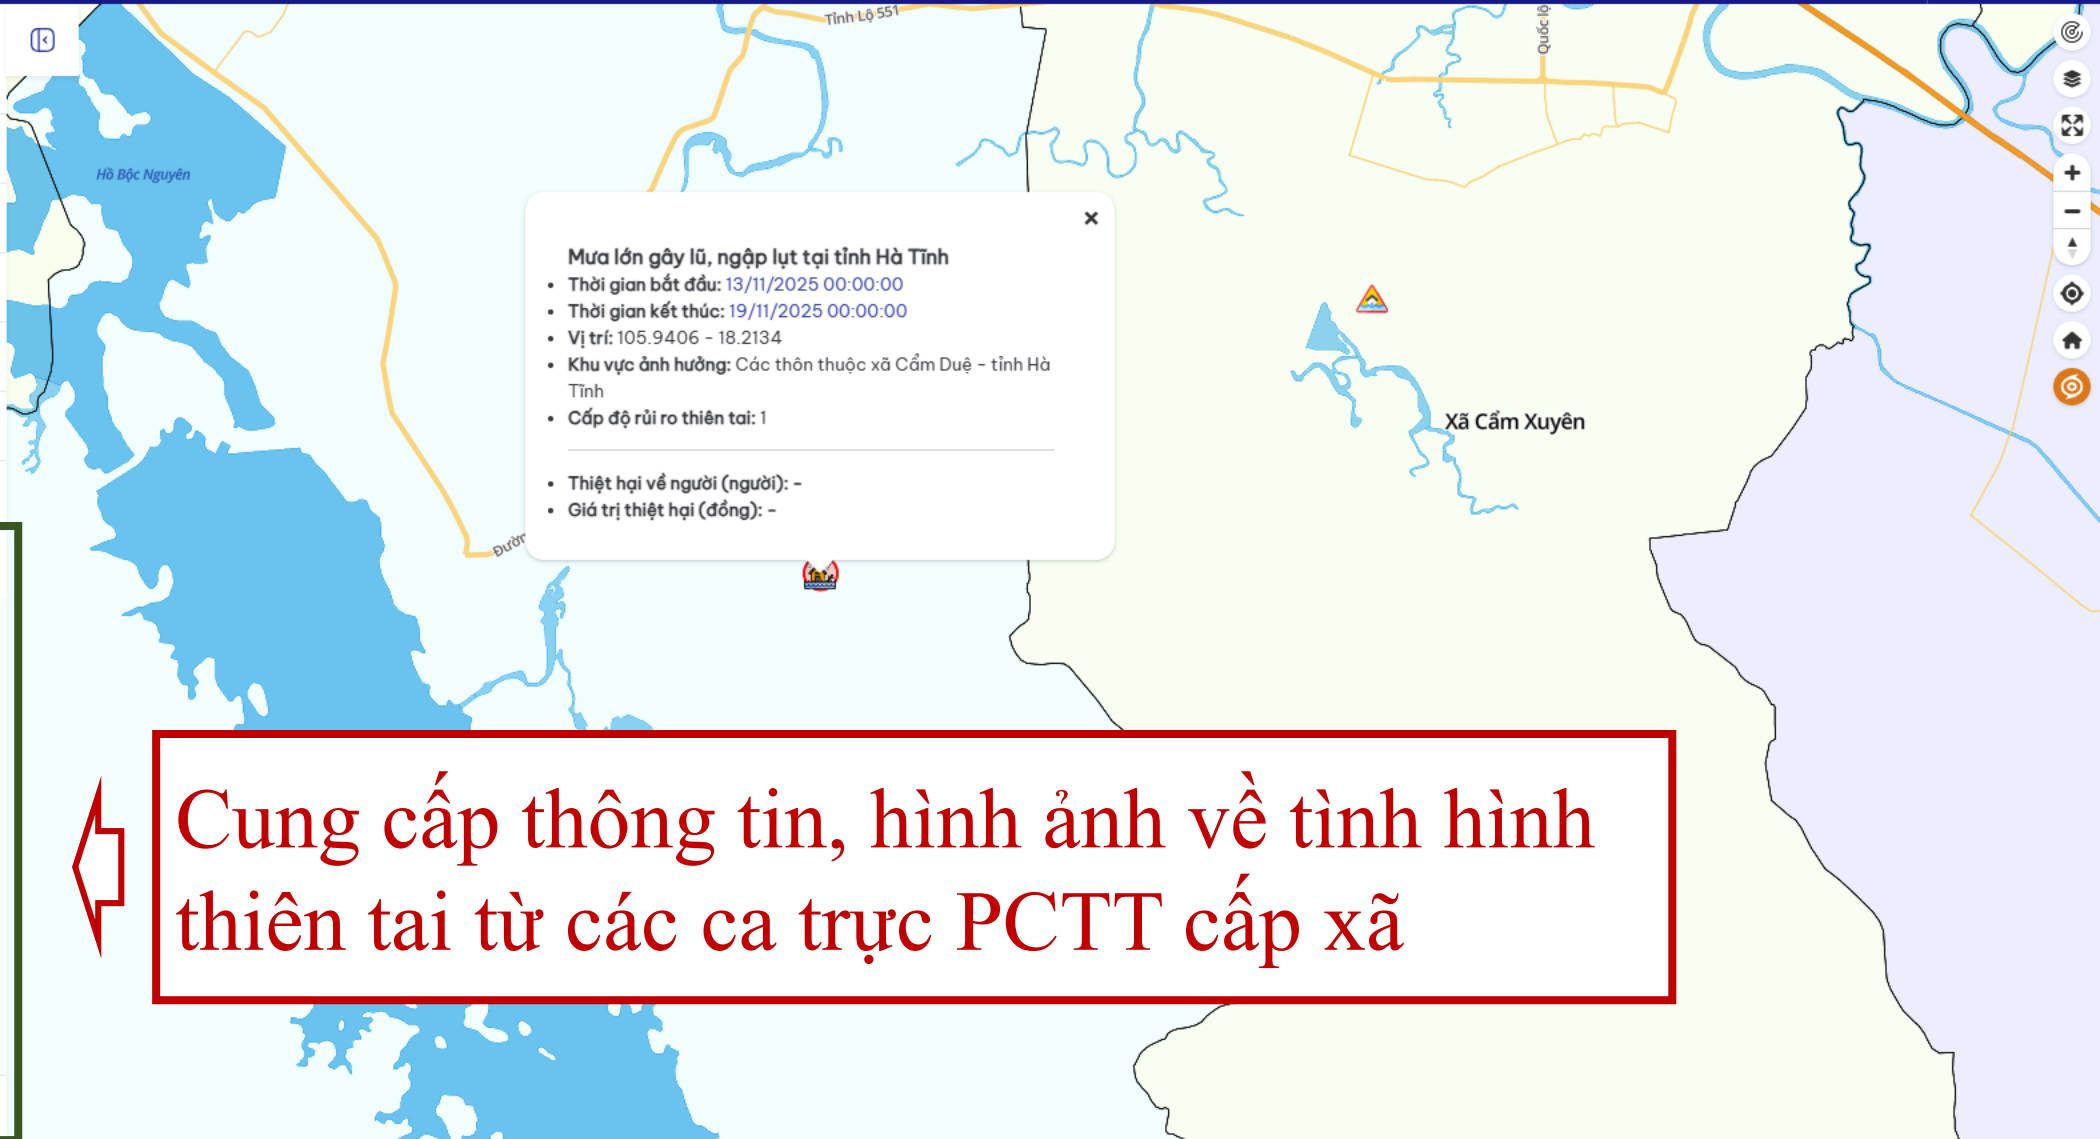 Tỉnh Lộ 551
Quốc lộ
Hồ Bộc Nguyên
Mưa lớn gây lũ, ngập lụt tại tỉnh Hà Tĩnh
Thời gian bắt đầu: 13/11/2025 00:00:00
Thời gian kết thúc: 19/11/2025 00:00:00
Vị trí: 105.9406 - 18.2134
Khu vực ảnh hưởng: Các thôn thuộc xã Cẩm Duệ - tỉnh Hà
Tĩnh
Cấp độ rủi ro thiên tai: 1
Thiệt hại về người (người): -
Giá trị thiệt hại (đồng): -
Xã Cẩm Xuyên
Cung cấp thông tin, hình ảnh về tình hình
thiên tai từ các ca trực PCTT cấp xã